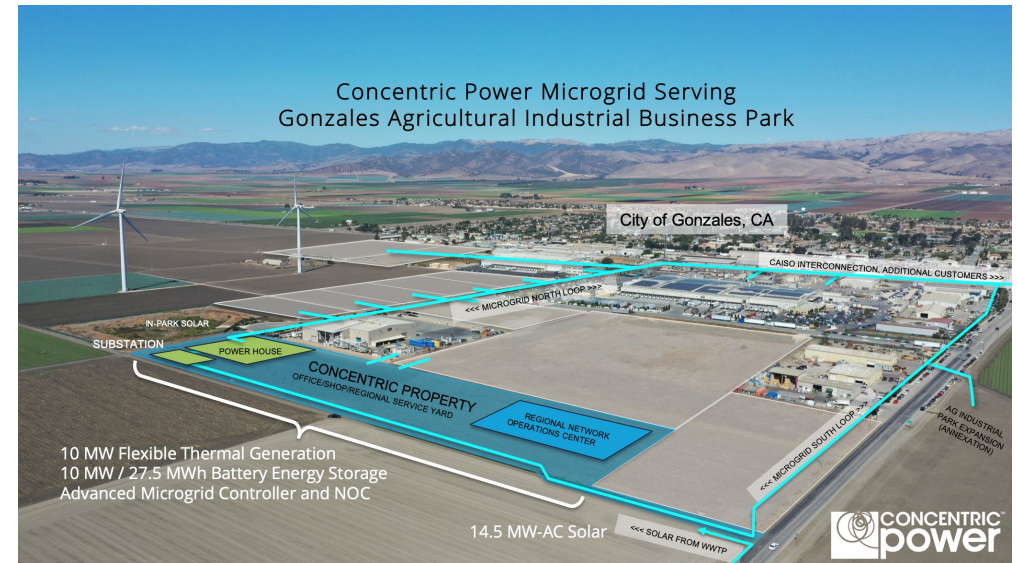 Concentric Power Microgrid Serving
Gonzales Agricultural Industrial Business Park
City of Gonzales, CA
CAISO INTERCONNECTION, ADDITIONAL CUSTOMERS >>>
<<< MICROGRID NORTH LOOP >>>
IN-PARK SOLAR
SUBSTATION
POWER HOUSE
CONCENTRIC PROPERTY
OFFICE/SHOP/REGIONAL SERVICE YARD
REGIONAL NETWORK
OPERATIONS CENTER
<<< MICROGRID SOUTH LOOP >>>
AG INDUSTRIAL
PARK EXPANSION
(ANNEXATION)
10 MW Flexible Thermal Generation
10 MW / 27.5 MWh Battery Energy Storage
Advanced Microgrid Controller and NOC
14.5 MW-AC Solar
<<< SOLAR FROM WWTP
CONCENTRIC™
power